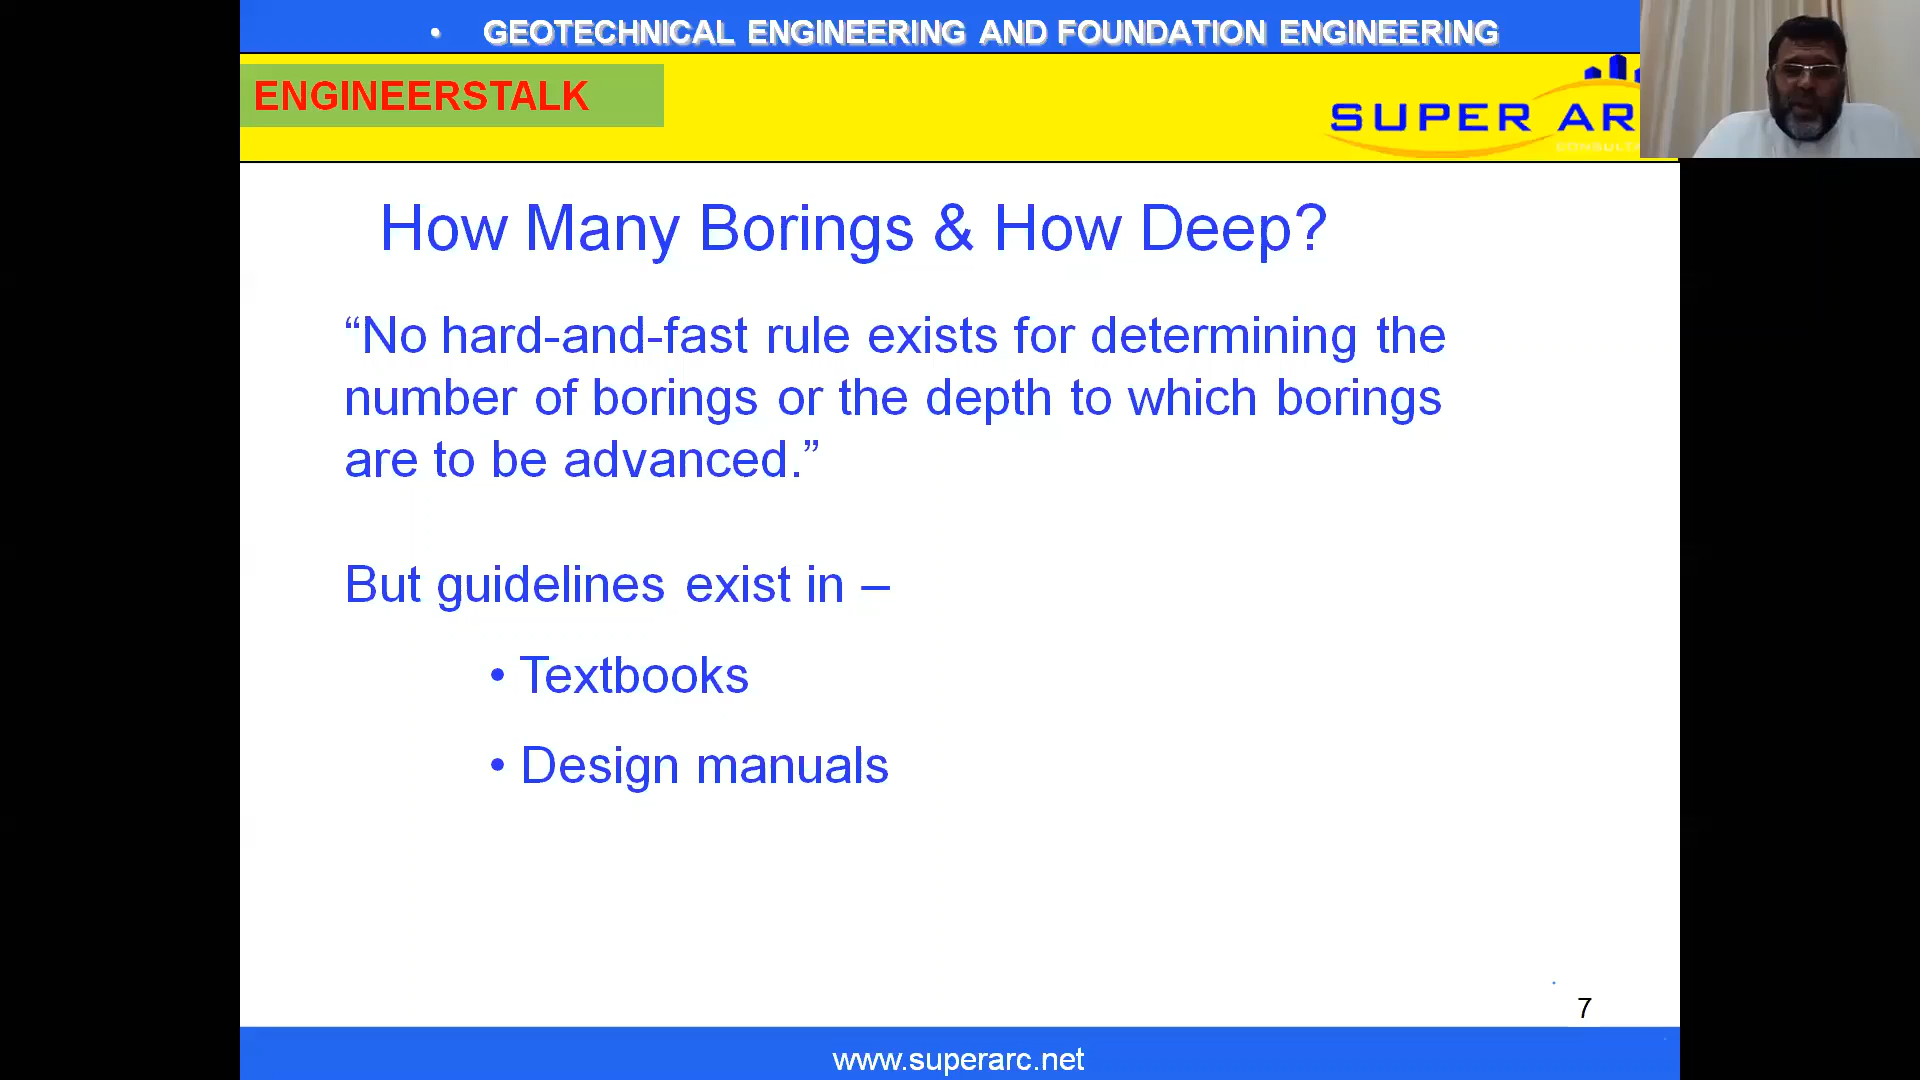 • GEOTECHNICAL ENGINEERING AND FOUNDATION ENGINEERING
ENGINEERSTALK
SUPER ARC
How Many Borings & How Deep?
“No hard-and-fast rule exists for determining the
number of borings or the depth to which borings
are to be advanced.”
But guidelines exist in –
• Textbooks
• Design manuals
7
www.superarc.net